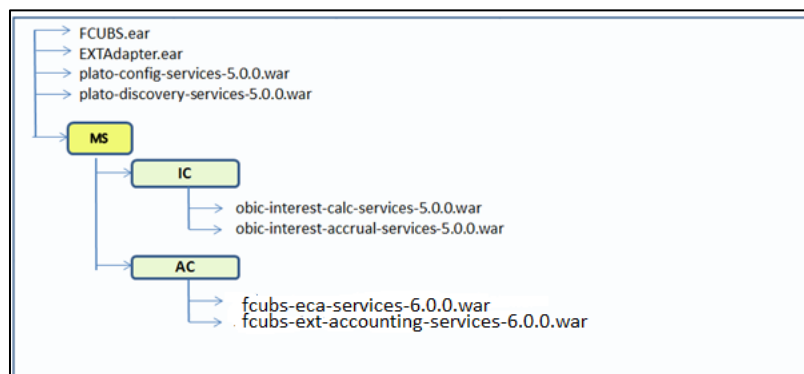 FCUBS.ear
EXTAdapter.ear
plato-config-services-5.0.0.war
plato-discovery-services-5.0.0.war
MS
IC
obic-interest-calc-services-5.0.0.war
obic-interest-accrual-services-5.0.0.war
AC
fcubs-eca-services-6.0.0.war
fcubs-ext-accounting-services-6.0.0.war